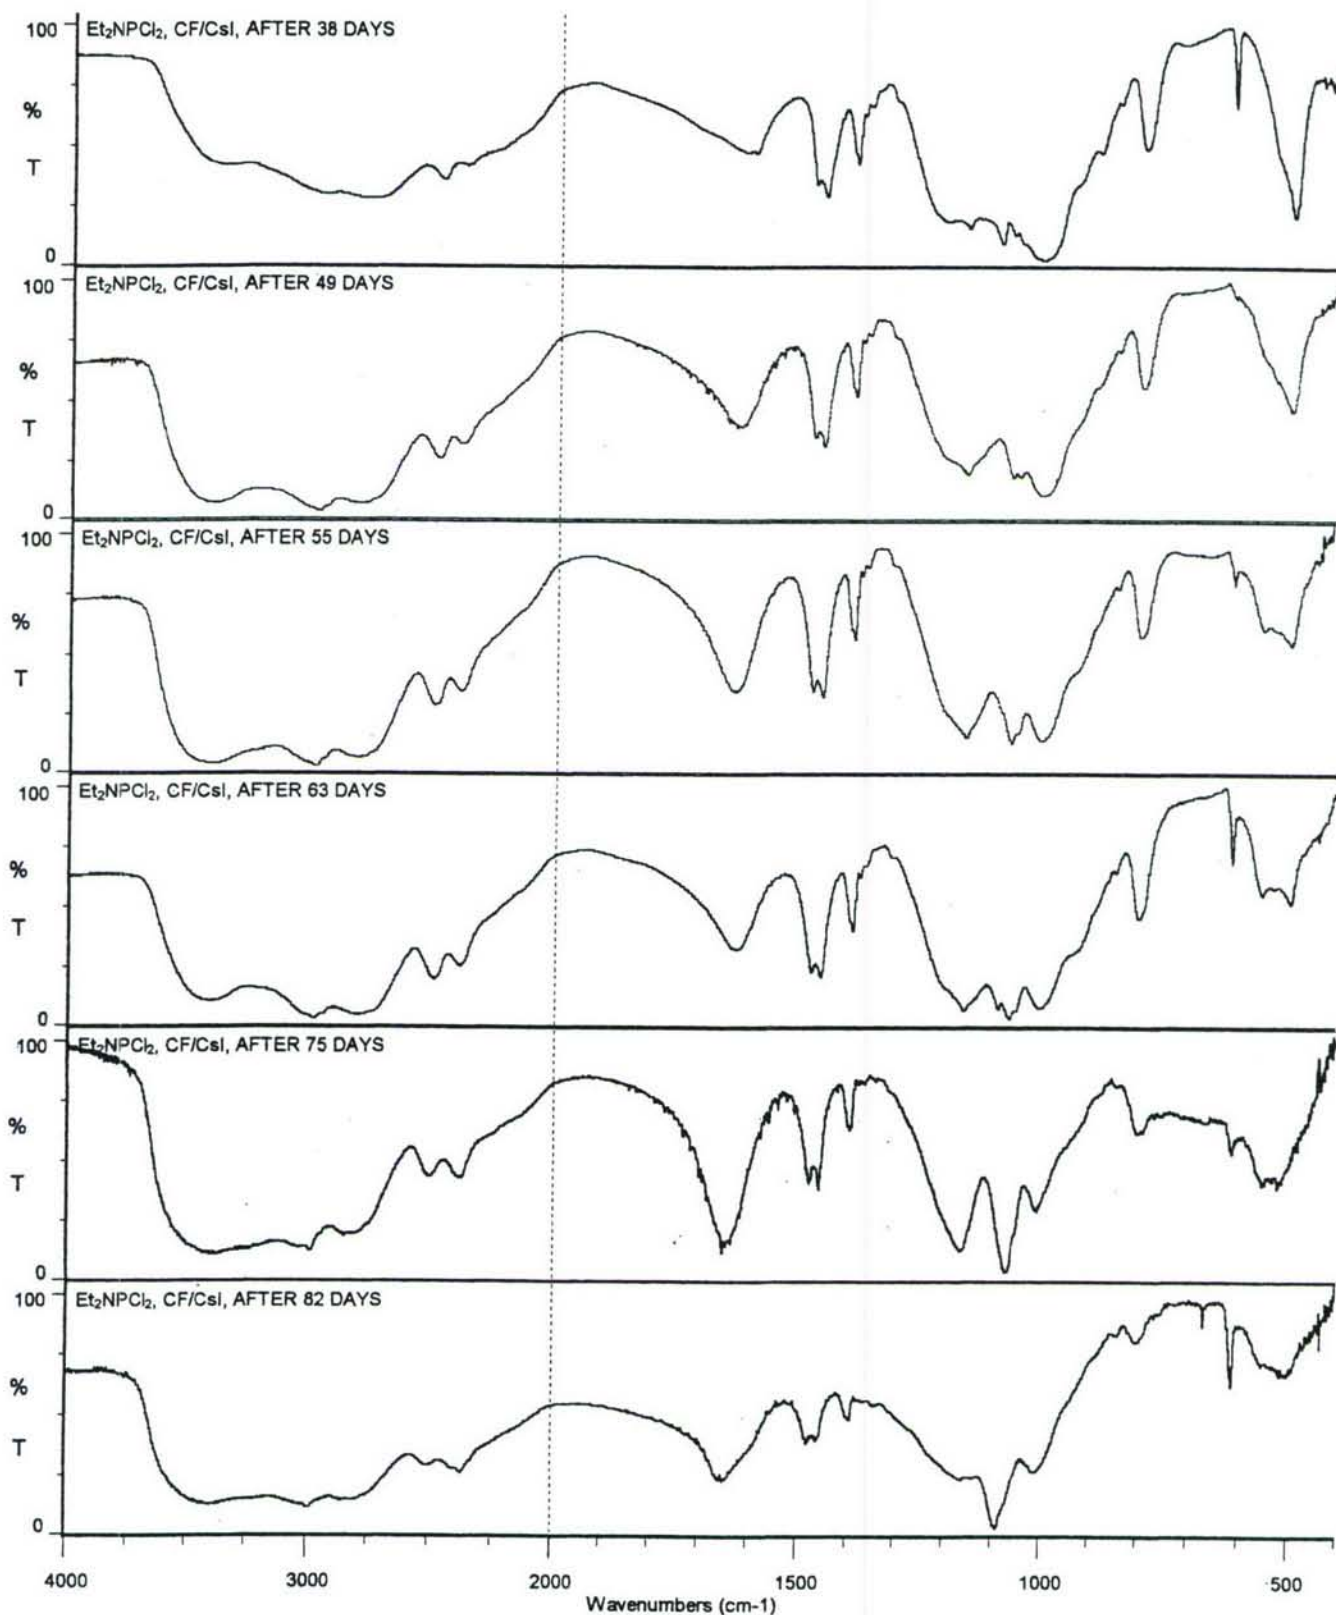 100
Et₂NPCl₂, CF/CsI, AFTER 38 DAYS
%
T
0
100
Et₂NPCl₂, CF/CsI, AFTER 49 DAYS
%
T
0
100
Et₂NPCl₂, CF/CsI, AFTER 55 DAYS
%
T
0
100
Et₂NPCl₂, CF/CsI, AFTER 63 DAYS
%
T
0
100
Et₂NPCl₂, CF/CsI, AFTER 75 DAYS
%
T
0
100
Et₂NPCl₂, CF/CsI, AFTER 82 DAYS
%
T
0
4000 3000 2000 1500 1000 500
Wavenumbers (cm-1)